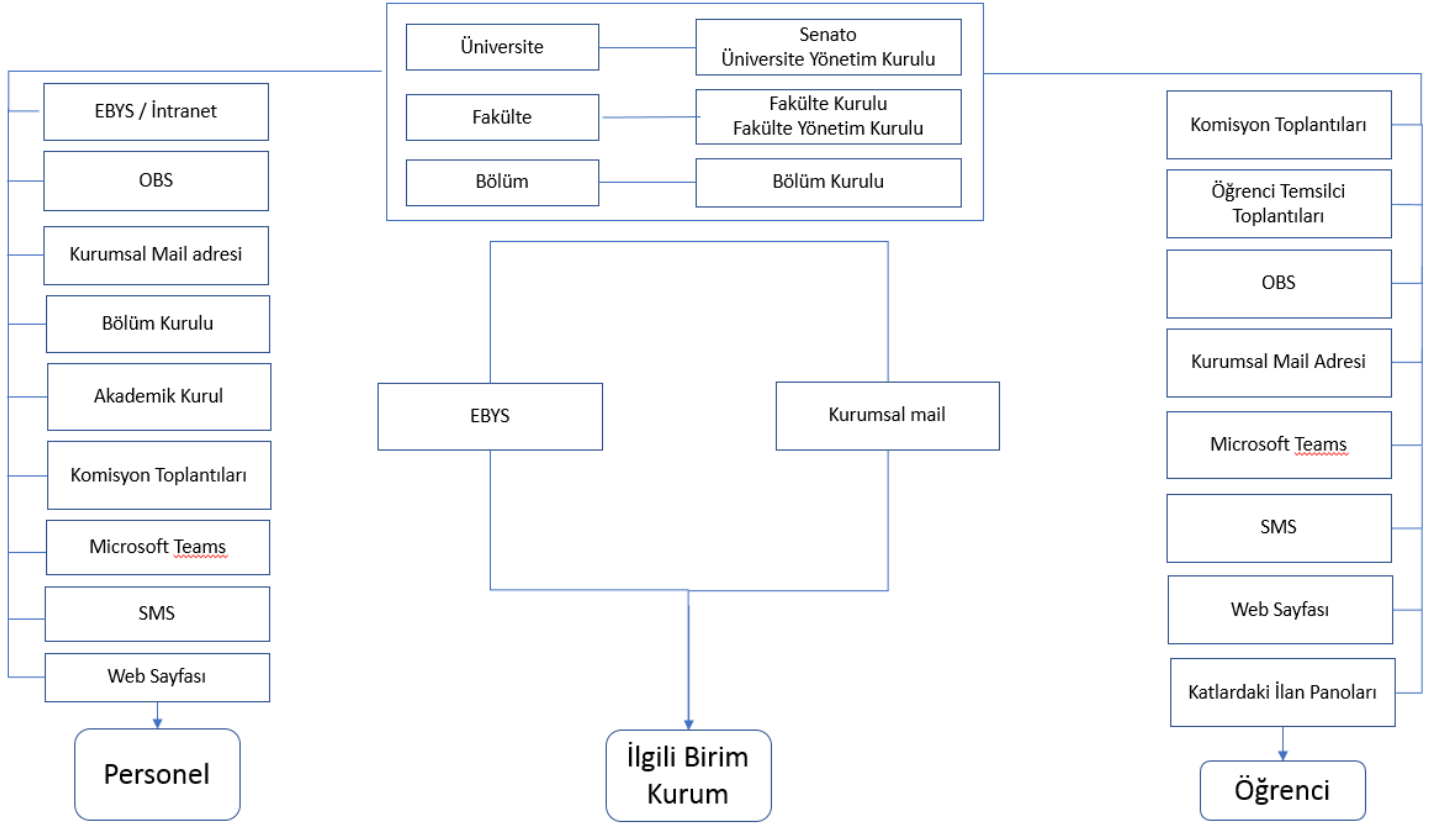 Üniversite
Senato
Üniversite Yönetim Kurulu
Fakülte
Fakülte Kurulu
Fakülte Yönetim Kurulu
Bölüm
Bölüm Kurulu
EBYS / İntranet
OBS
Kurumsal Mail adresi
Bölüm Kurulu
Akademik Kurul
Komisyon Toplantıları
Microsoft Teams
SMS
Web Sayfası
Personel
EBYS
Kurumsal mail
İlgili Birim
Kurum
Komisyon Toplantıları
Öğrenci Temsilci
Toplantıları
OBS
Kurumsal Mail Adresi
Microsoft Teams
SMS
Web Sayfası
Katlardaki İlan Panoları
Öğrenci